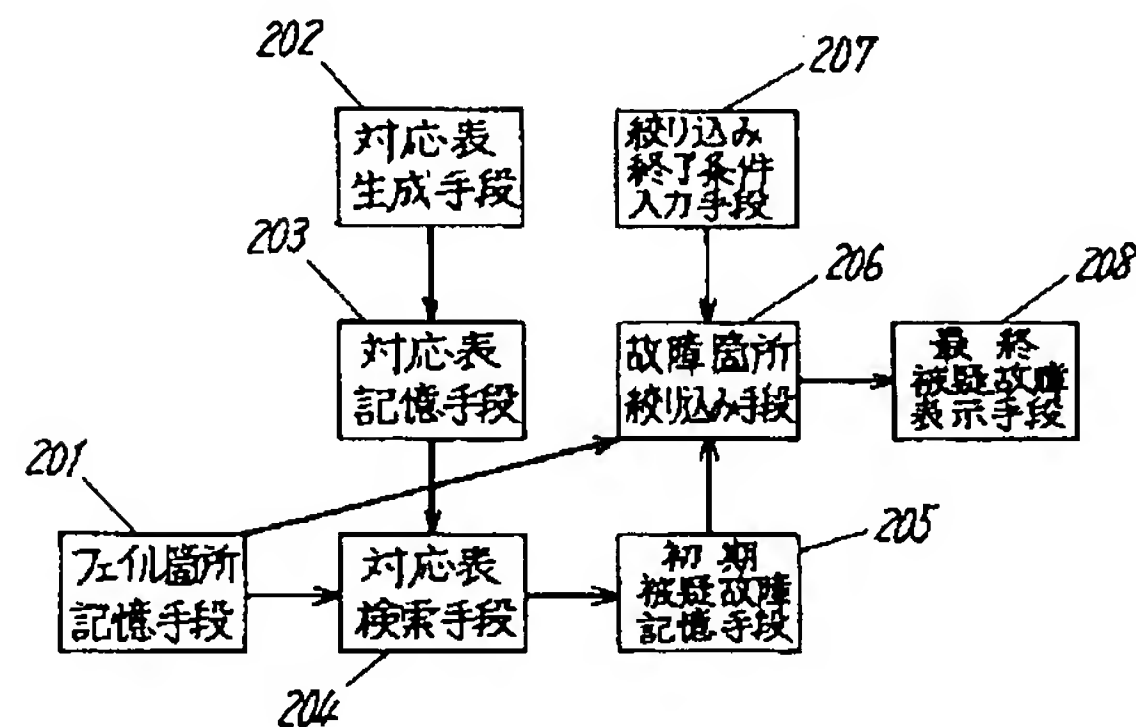 202
対応表
生成手段
207
絞り込み
終了条件
入力手段
203
対応表
記憶手段
206
故障箇所
絞り込み手段
208
最終
被疑故障
表示手段
201
フェイル箇所
記憶手段
対応表
検索手段
204
205
初期
被疑故障
記憶手段